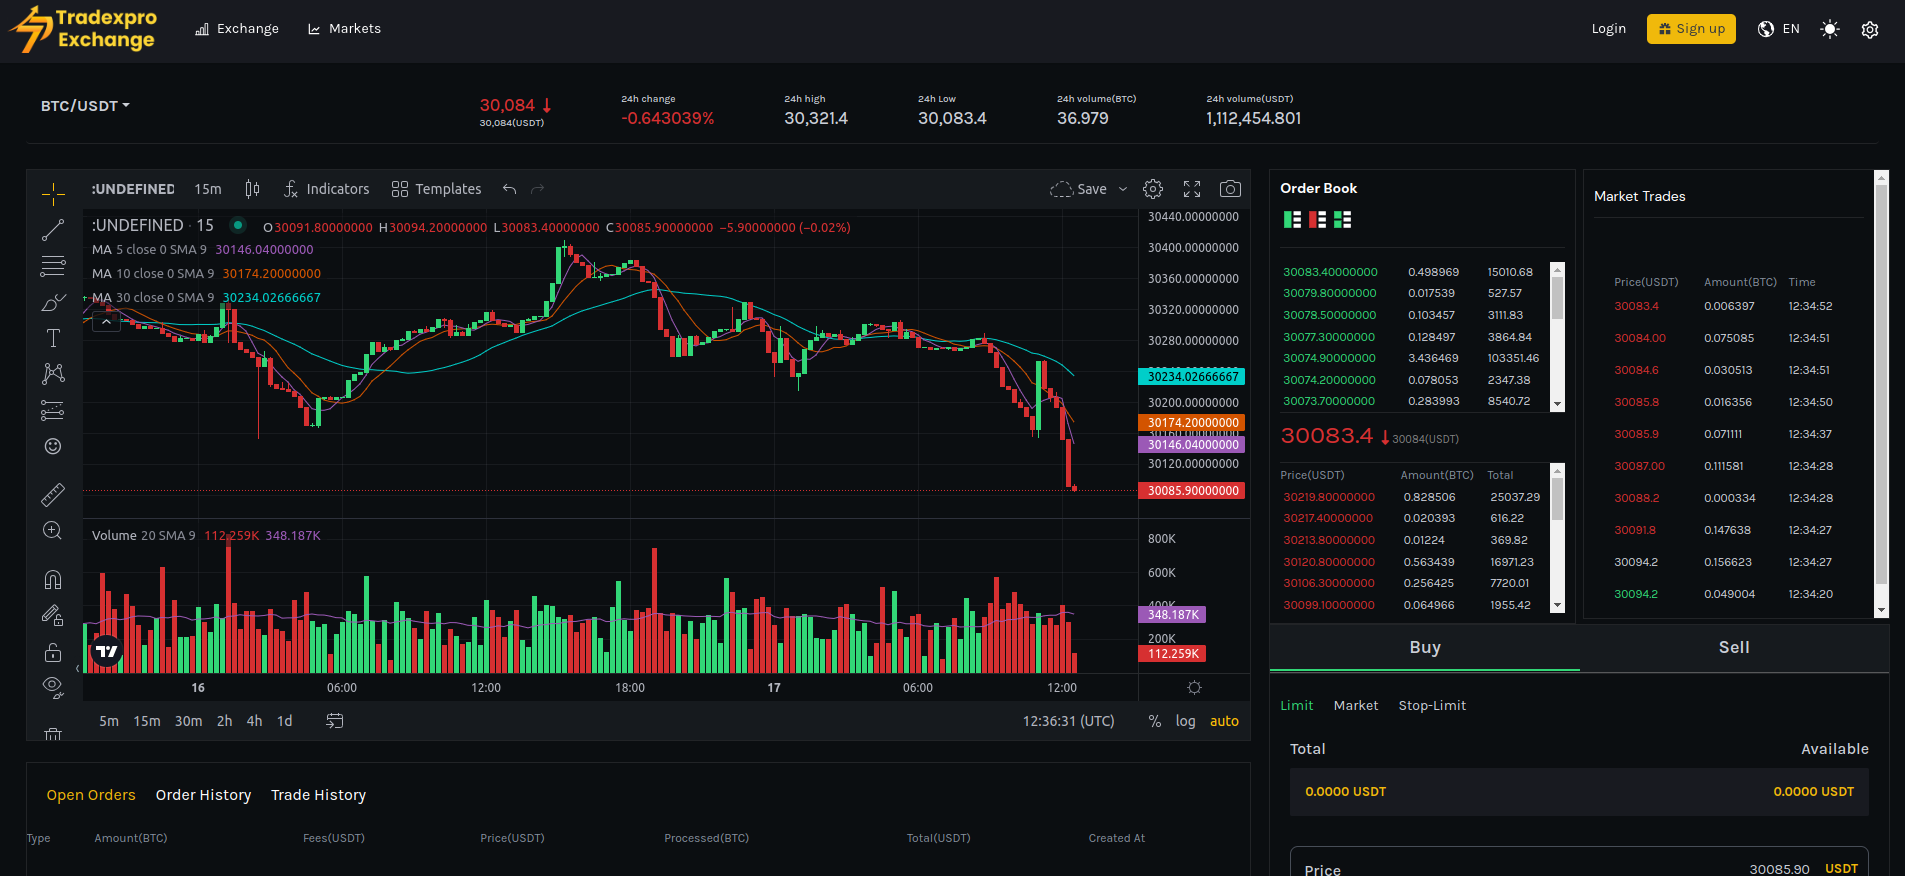 Tradexpro Exchange
Exchange Markets
Login Sign up EN
BTC/USDT
30,084
30,084(USDT)
24h change
-0.643039%
24h high
30,321.4
24h Low
30,083.4
24h volume(BTC)
36.979
24h volume(USDT)
1,112,454.801
:UNDEFINED 15m Indicators Templates Save
:UNDEFINED · 15 O30091.80000000 H30094.20000000 L30083.40000000 C30085.90000000 −5.90000000 (−0.02%)
MA 5 close 0 SMA 9 30146.04000000
MA 10 close 0 SMA 9 30174.20000000
MA 30 close 0 SMA 9 30234.02666667
30440.00000000
30400.00000000
30360.00000000
30320.00000000
30280.00000000
30234.02666667
30200.00000000
30174.20000000
30146.04000000
30120.00000000
30085.90000000
Volume 20 SMA 9 112.259K 348.187K
800K
600K
400K
348.187K
200K
112.259K
16 06:00 12:00 18:00 17 06:00 12:00
5m 15m 30m 2h 4h 1d 12:36:31 (UTC) % log auto
Order Book
30083.40000000 0.498969 15010.68
30079.80000000 0.017539 527.57
30078.50000000 0.103457 3111.83
30077.30000000 0.128497 3864.84
30074.90000000 3.436469 103351.46
30074.20000000 0.078053 2347.38
30073.70000000 0.283993 8540.72
30083.4 30084(USDT)
Price(USDT) Amount(BTC) Total
30219.80000000 0.828506 25037.29
30217.40000000 0.020393 616.22
30213.80000000 0.01224 369.82
30120.80000000 0.563439 16971.23
30106.30000000 0.256425 7720.01
30099.10000000 0.064966 1955.42
Market Trades
Price(USDT) Amount(BTC) Time
30083.4 0.006397 12:34:52
30084.00 0.075085 12:34:51
30084.6 0.030513 12:34:51
30085.8 0.016356 12:34:50
30085.9 0.071111 12:34:37
30087.00 0.111581 12:34:28
30088.2 0.000334 12:34:28
30091.8 0.147638 12:34:27
30094.2 0.156623 12:34:27
30094.2 0.049004 12:34:20
Buy Sell
Limit Market Stop-Limit
Total Available
0.0000 USDT 0.0000 USDT
Price 30085.90 USDT
Open Orders Order History Trade History
Type Amount(BTC) Fees(USDT) Price(USDT) Processed(BTC) Total(USDT) Created At